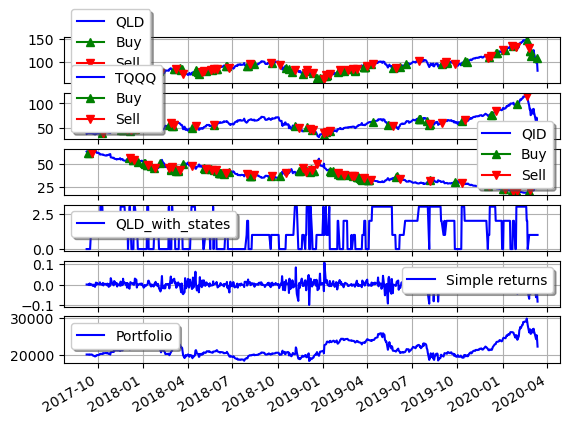 QLD
Buy
Sell
150
100
TQQQ
Buy
Sell
100
50
QID
Buy
Sell
50
25
QLD_with_states
2.5
0.0
Simple returns
0.1
0.0
−0.1
Portfolio
30000
20000
2017-10
2018-01
2018-04
2018-07
2018-10
2019-01
2019-04
2019-07
2019-10
2020-01
2020-04